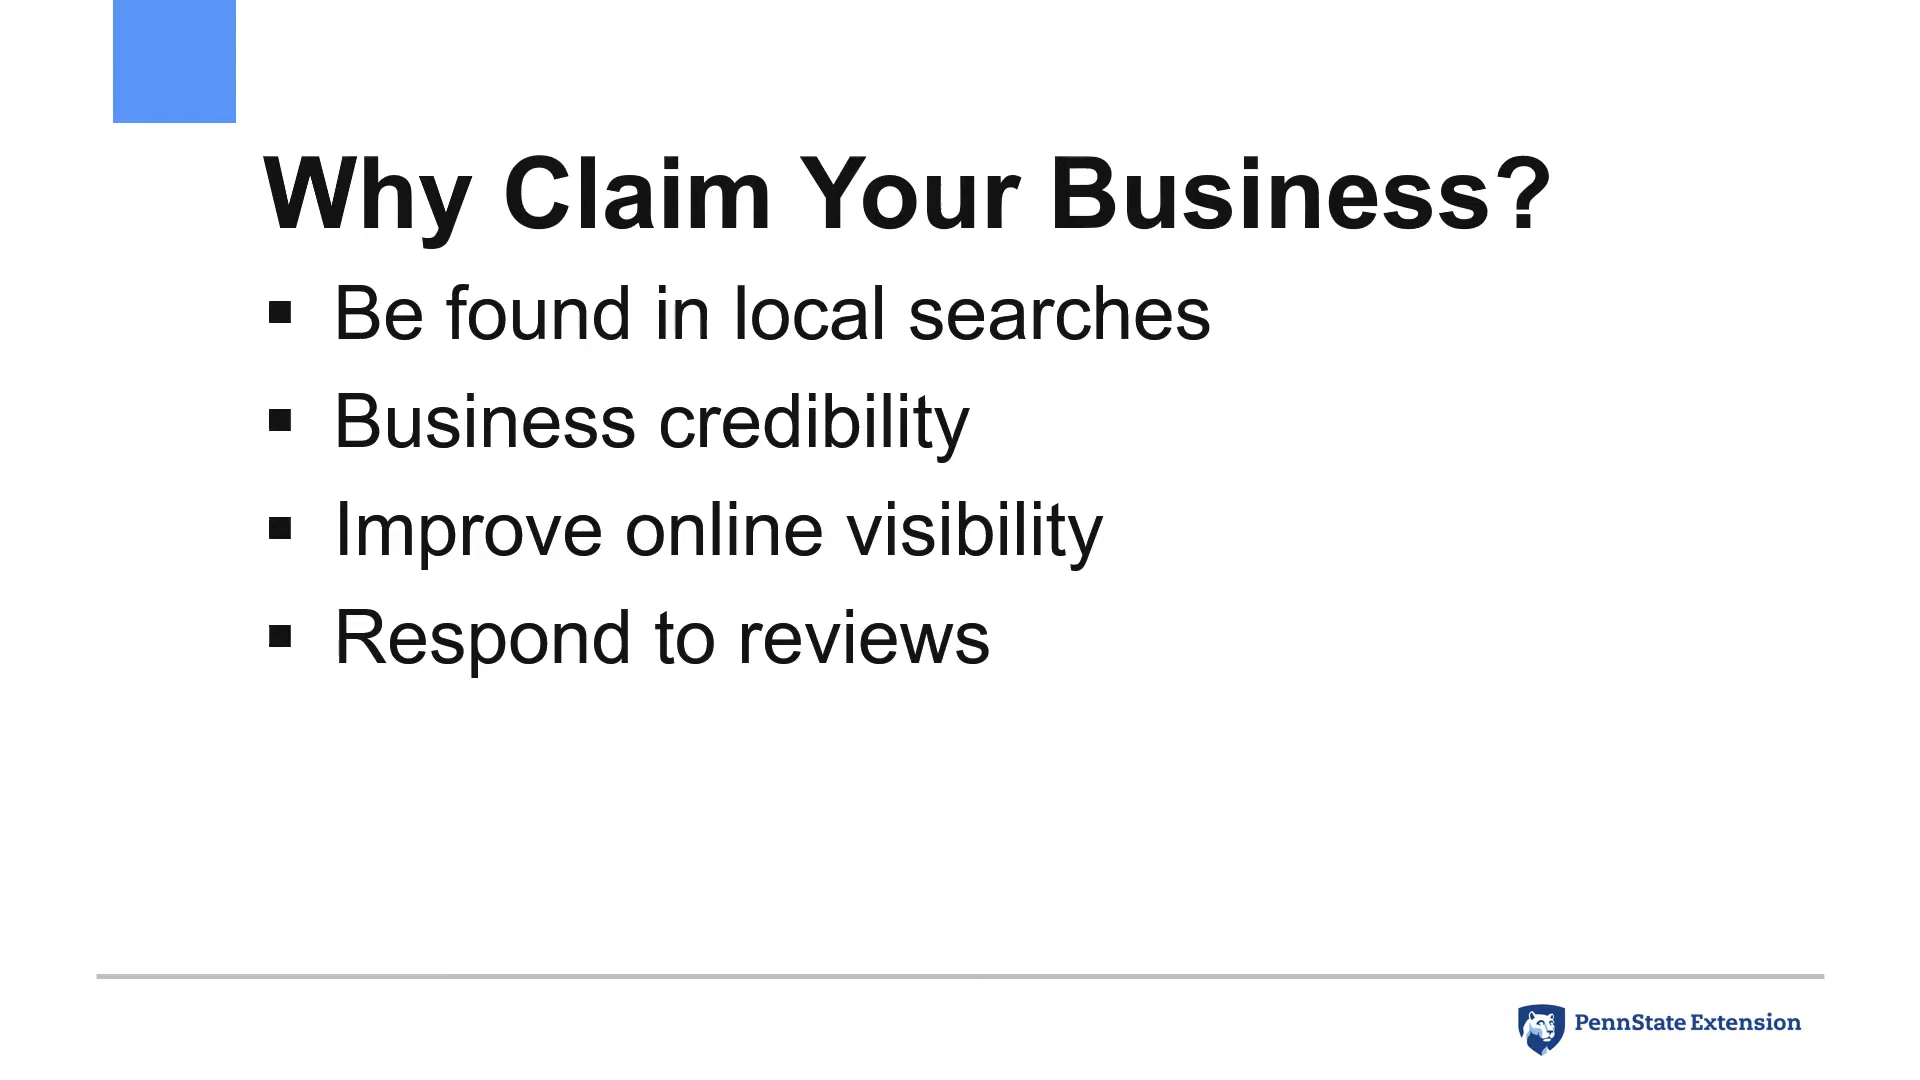 Why Claim Your Business?
▪ Be found in local searches
▪ Business credibility
▪ Improve online visibility
▪ Respond to reviews
PennState Extension